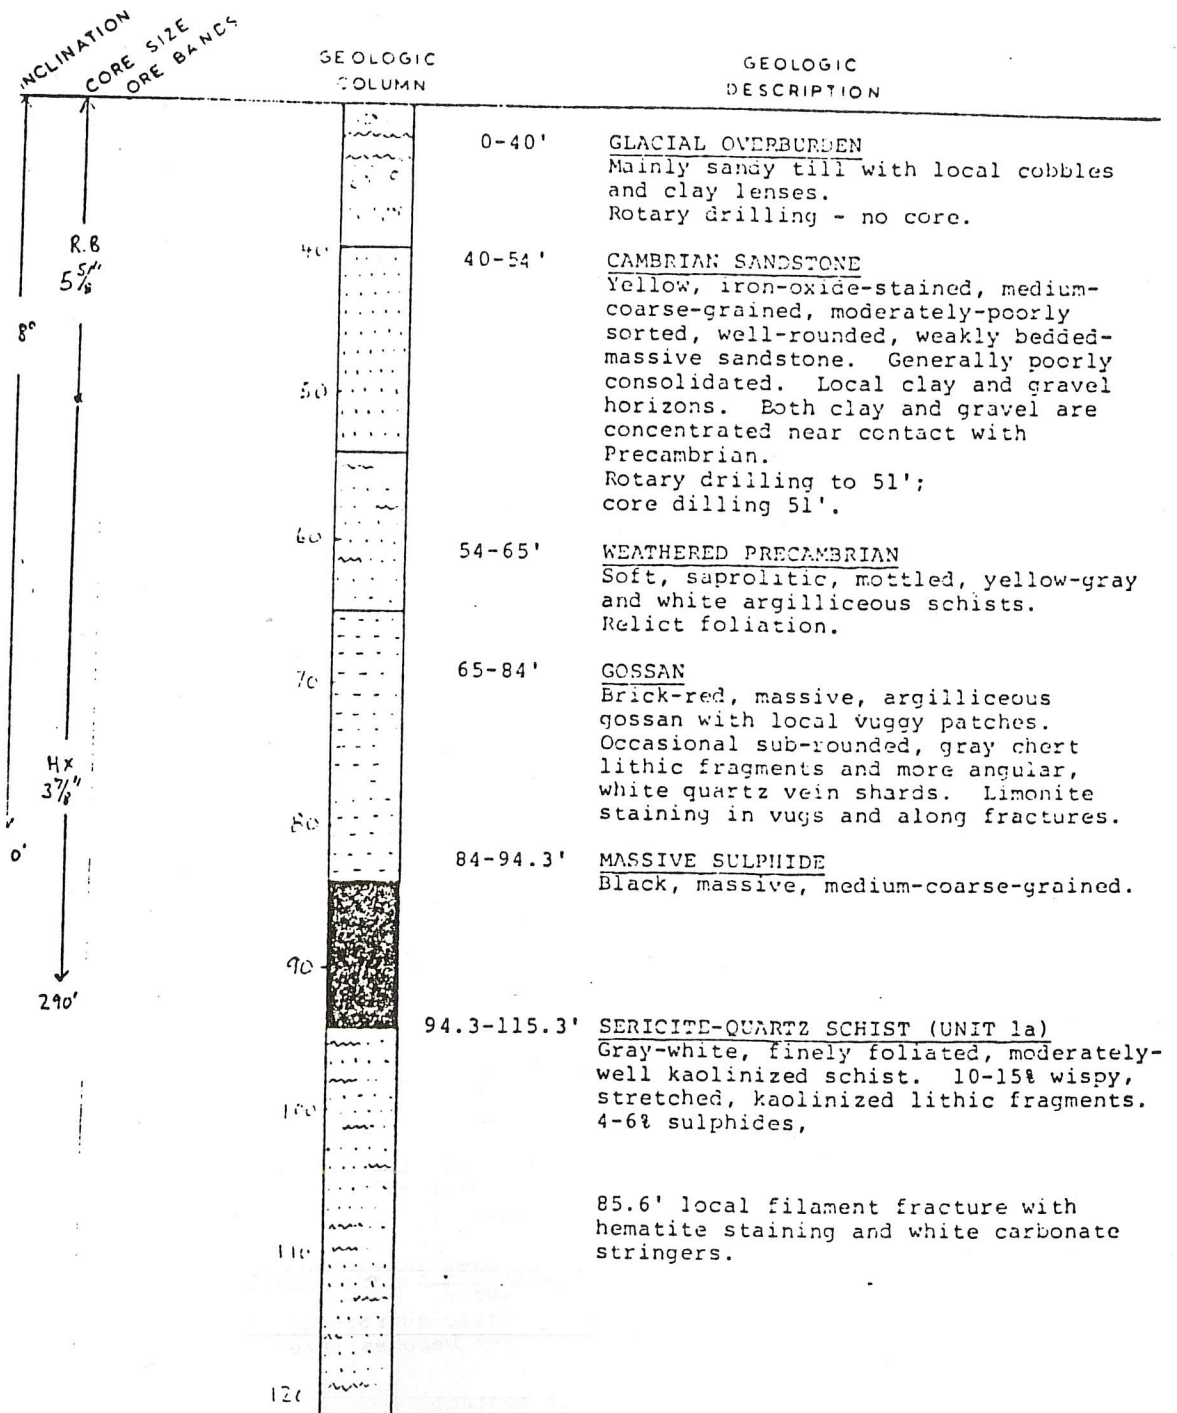 INCLINATION
CORE SIZE
ORE BANDS
GEOLOGIC
COLUMN
GEOLOGIC
DESCRIPTION
0-40' GLACIAL OVERBURDEN
Mainly sandy till with local cobbles
and clay lenses.
Rotary drilling - no core.
R.B
5 5/8"
8°
40
40-54' CAMBRIAN SANDSTONE
Yellow, iron-oxide-stained, medium-
coarse-grained, moderately-poorly
sorted, well-rounded, weakly bedded-
massive sandstone. Generally poorly
consolidated. Local clay and gravel
horizons. Both clay and gravel are
concentrated near contact with
Precambrian.
Rotary drilling to 51';
core dilling 51'.
50
60
54-65' WEATHERED PRECAMBRIAN
Soft, saprolitic, mottled, yellow-gray
and white argilliceous schists.
Relict foliation.
70
65-84' GOSSAN
Brick-red, massive, argilliceous
gossan with local vuggy patches.
Occasional sub-rounded, gray chert
lithic fragments and more angular,
white quartz vein shards. Limonite
staining in vugs and along fractures.
HX
3 7/8"
80
0'
84-94.3' MASSIVE SULPHIDE
Black, massive, medium-coarse-grained.
90
290'
94.3-115.3' SERICITE-QUARTZ SCHIST (UNIT 1a)
Gray-white, finely foliated, moderately-
well kaolinized schist. 10-15% wispy,
stretched, kaolinized lithic fragments.
4-6% sulphides,
100
85.6' local filament fracture with
hematite staining and white carbonate
stringers.
110
120